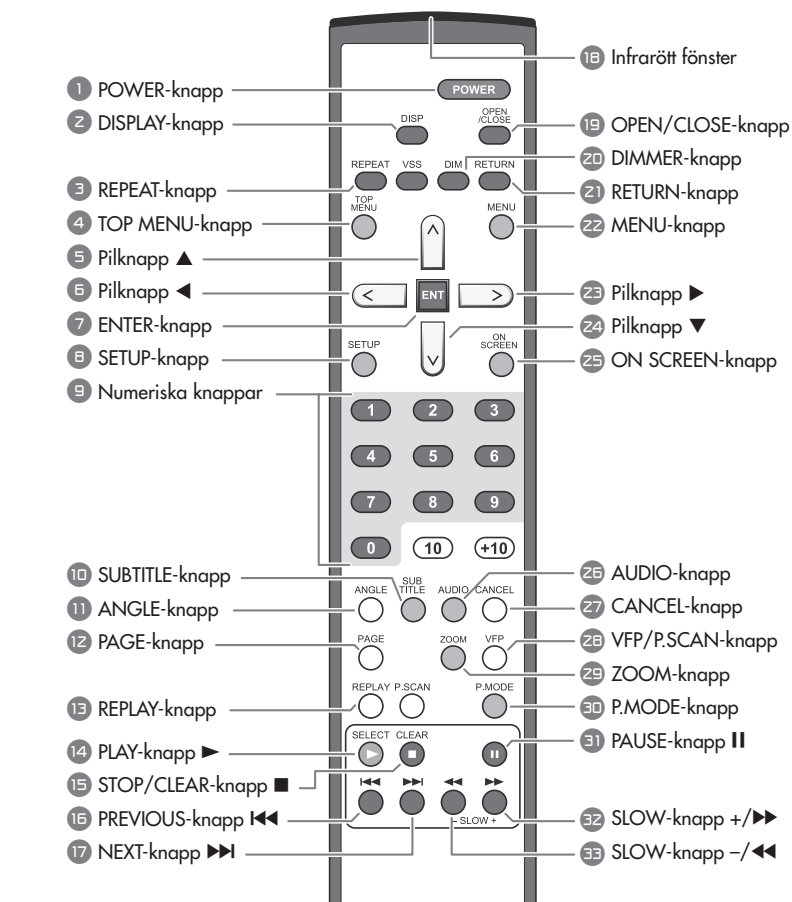 18 Infrarött fönster
1 POWER-knapp
POWER
2 DISPLAY-knapp
DISP
OPEN
/CLOSE
19 OPEN/CLOSE-knapp
20 DIMMER-knapp
REPEAT VSS DIM RETURN
3 REPEAT-knapp
21 RETURN-knapp
TOP
MENU
MENU
4 TOP MENU-knapp
22 MENU-knapp
5 Pilknapp ▲
6 Pilknapp ◀
< ENT >
23 Pilknapp ▶
7 ENTER-knapp
24 Pilknapp ▼
SETUP
ON
SCREEN
8 SETUP-knapp
25 ON SCREEN-knapp
9 Numeriska knappar
1 2 3
4 5 6
7 8 9
0 10 +10
10 SUBTITLE-knapp
26 AUDIO-knapp
ANGLE
SUB
TITLE
AUDIO CANCEL
11 ANGLE-knapp
27 CANCEL-knapp
12 PAGE-knapp
PAGE ZOOM VFP
28 VFP/P.SCAN-knapp
29 ZOOM-knapp
REPLAY P.SCAN P.MODE
13 REPLAY-knapp
30 P.MODE-knapp
SELECT CLEAR
14 PLAY-knapp ►
31 PAUSE-knapp II
15 STOP/CLEAR-knapp ■
16 PREVIOUS-knapp I◀◀
32 SLOW-knapp +/▶▶
– SLOW +
17 NEXT-knapp ▶▶I
33 SLOW-knapp –/◀◀